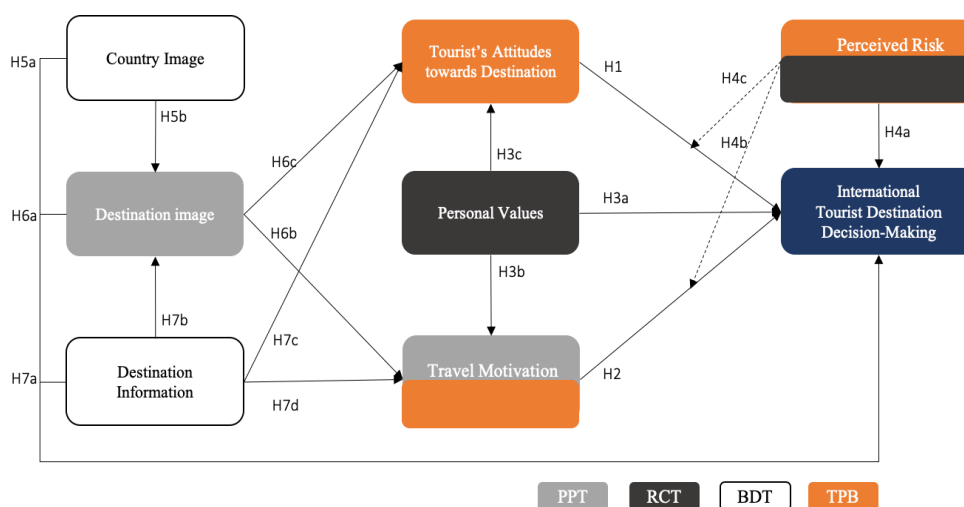 Country Image
Tourist's Attitudes
towards Destination
Perceived Risk
H5a
H1
H4c
H5b
H4a
H4b
H6c
H3c
H6a
Destination image
Personal Values
H3a
International
Tourist Destination
Decision-Making
H6b
H3b
H7b
H7c
H7a
Destination
Information
Travel Motivation
H2
H7d
PPT
RCT
BDT
TPB